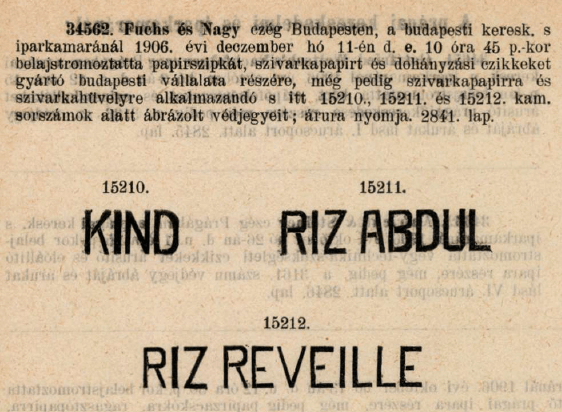 34562. Fuchs és Nagy czég Budapesten, a budapesti keresk. s
iparkamaránál 1906. évi deczember hó 11-én d. e. 10 óra 45 p.-kor
belajstromoztatta papirszipkát, szivarkapapirt és dohányzási czikkeket
gyártó budapesti vállalata részére, még pedig szivarkapapirra és
szivarkahüvelyre alkalmazandó s itt 15210., 15211. és 15212. kam.
sorszámok alatt ábrázolt védjegyeit; árura nyomja. 2841. lap.
15210. 15211.
KIND RIZ ABDUL
15212.
RIZ REVEILLE